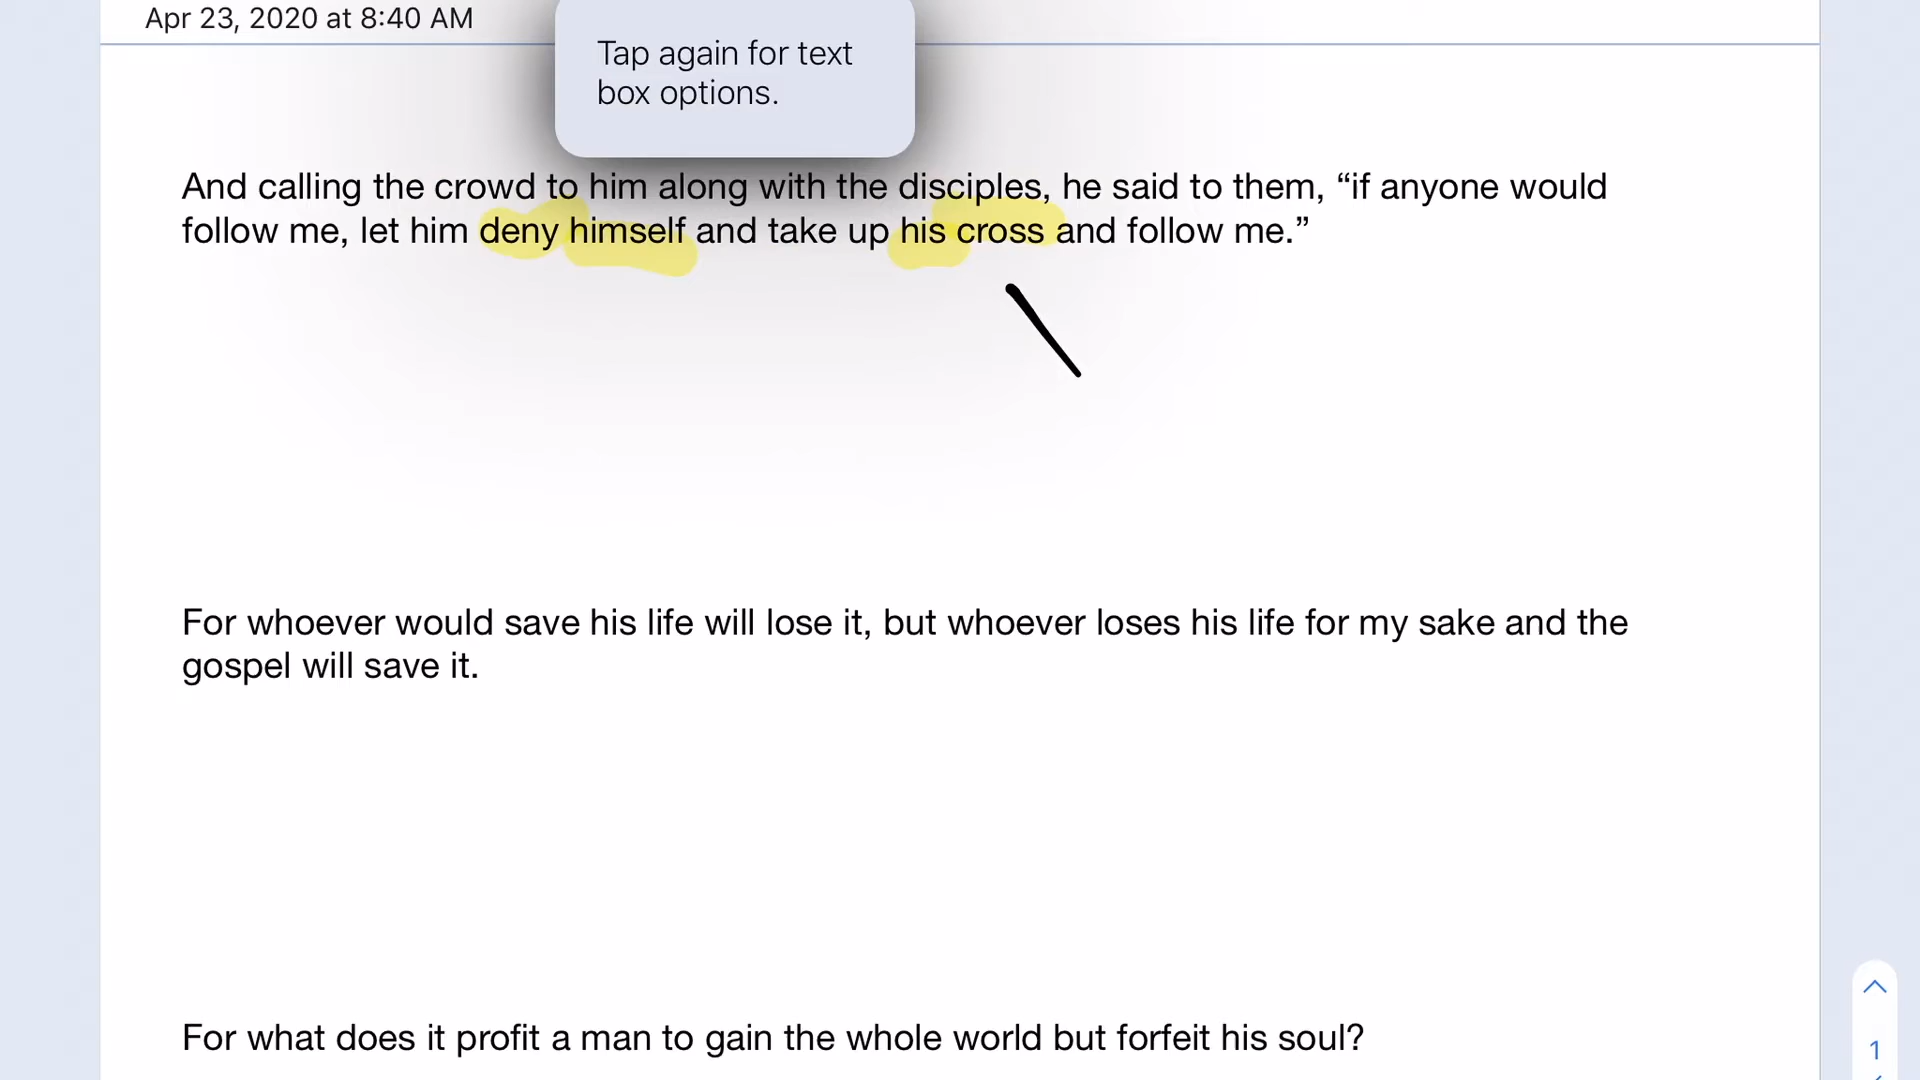 Apr 23, 2020 at 8:40 AM
Tap again for text
box options.
And calling the crowd to him along with the disciples, he said to them, “if anyone would
follow me, let him deny himself and take up his cross and follow me.”
For whoever would save his life will lose it, but whoever loses his life for my sake and the
gospel will save it.
For what does it profit a man to gain the whole world but forfeit his soul?
1